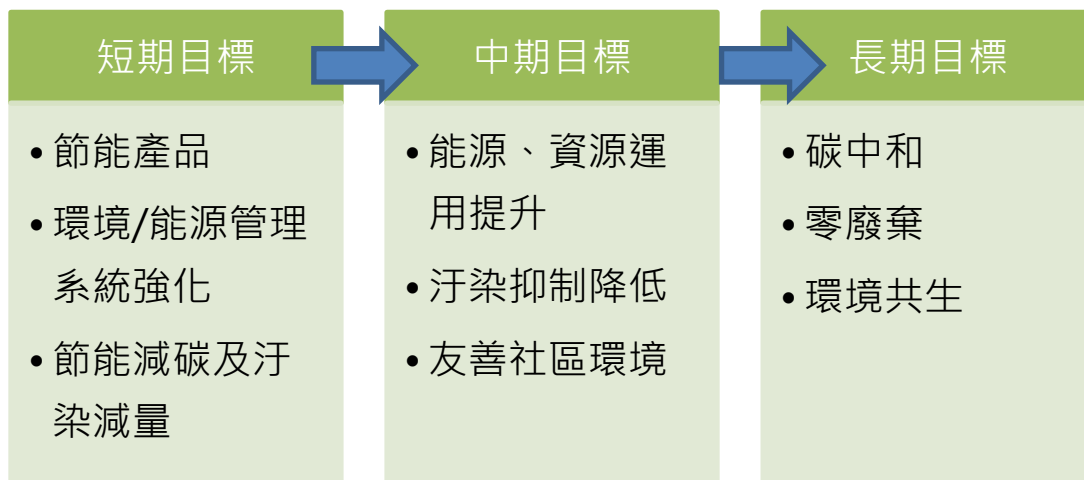 短期目標
• 節能產品
• 環境/能源管理
系統強化
• 節能減碳及汙
染減量
中期目標
• 能源、資源運
用提升
• 汙染抑制降低
• 友善社區環境
長期目標
• 碳中和
• 零廢棄
• 環境共生